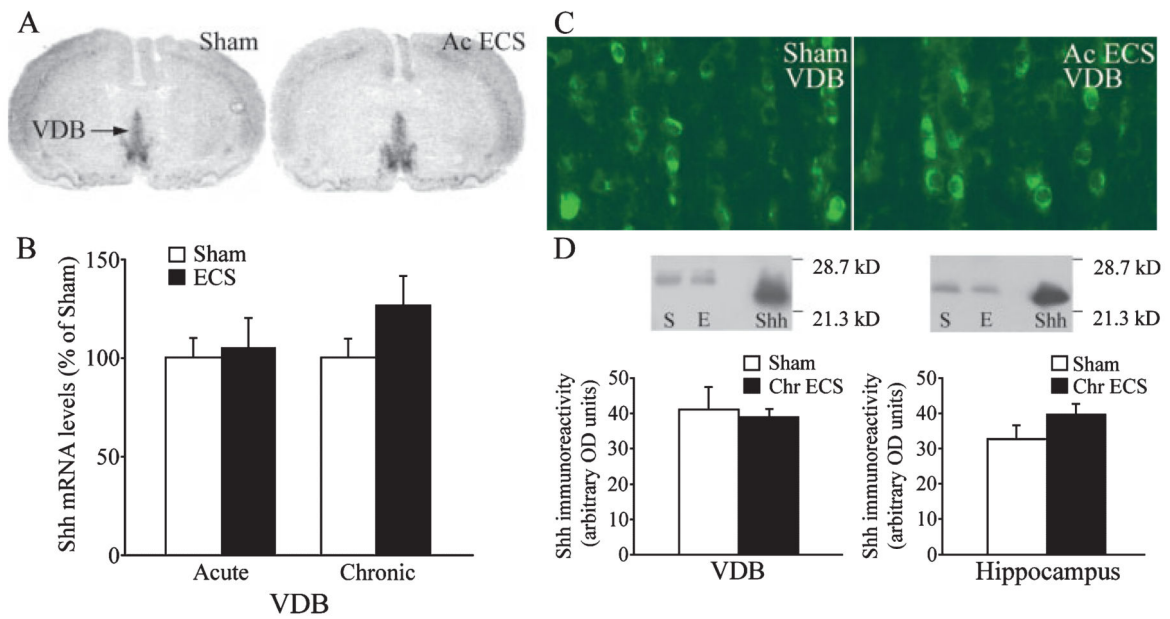 A
Sham
Ac ECS
VDB
B
Sham
ECS
Shh mRNA levels (% of Sham)
150
100
50
0
Acute
Chronic
VDB
C
Sham
VDB
Ac ECS
VDB
D
S
E
Shh
28.7 kD
21.3 kD
S
E
Shh
28.7 kD
21.3 kD
Sham
Chr ECS
Shh immunoreactivity
(arbitrary OD units)
50
40
30
20
10
0
VDB
Sham
Chr ECS
Shh immunoreactivity
(arbitrary OD units)
50
40
30
20
10
0
Hippocampus